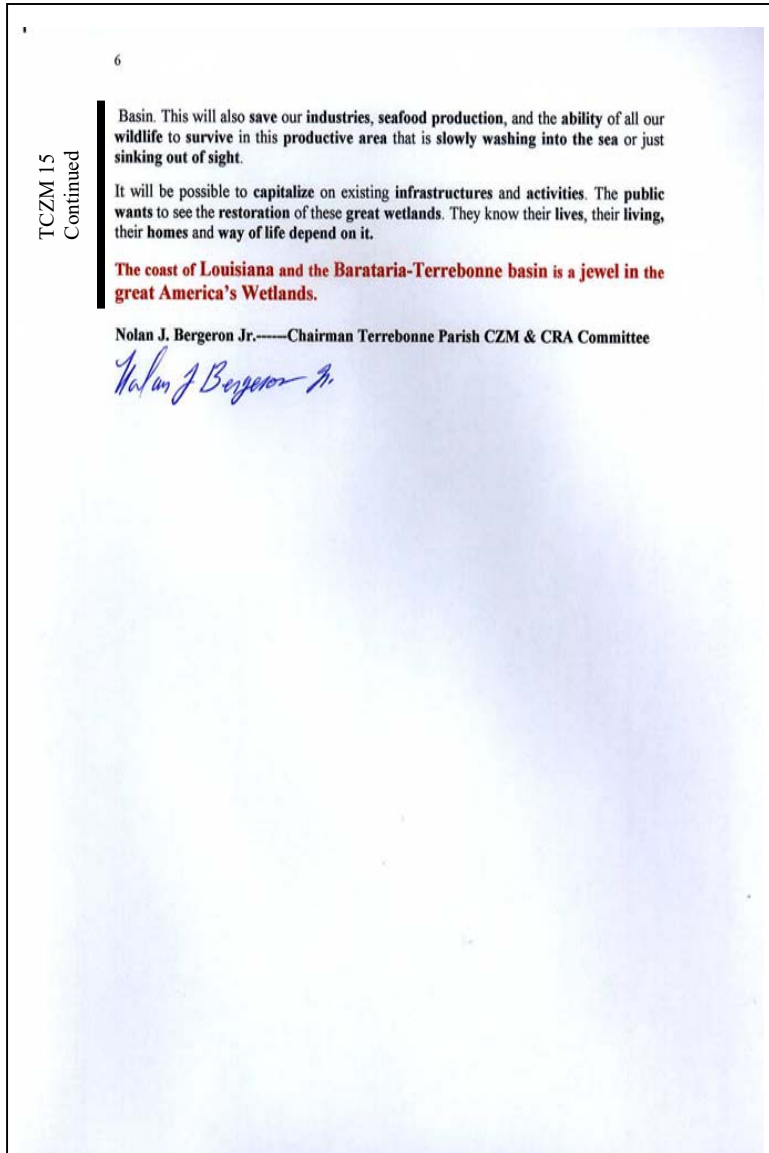 6
TCZM 15
Continued
Basin. This will also save our industries, seafood production, and the ability of all our
wildlife to survive in this productive area that is slowly washing into the sea or just
sinking out of sight.
It will be possible to capitalize on existing infrastructures and activities. The public
wants to see the restoration of these great wetlands. They know their lives, their living,
their homes and way of life depend on it.
The coast of Louisiana and the Barataria-Terrebonne basin is a jewel in the
great America's Wetlands.
Nolan J. Bergeron Jr.------Chairman Terrebonne Parish CZM & CRA Committee
Nolan J Bergeron Jr.